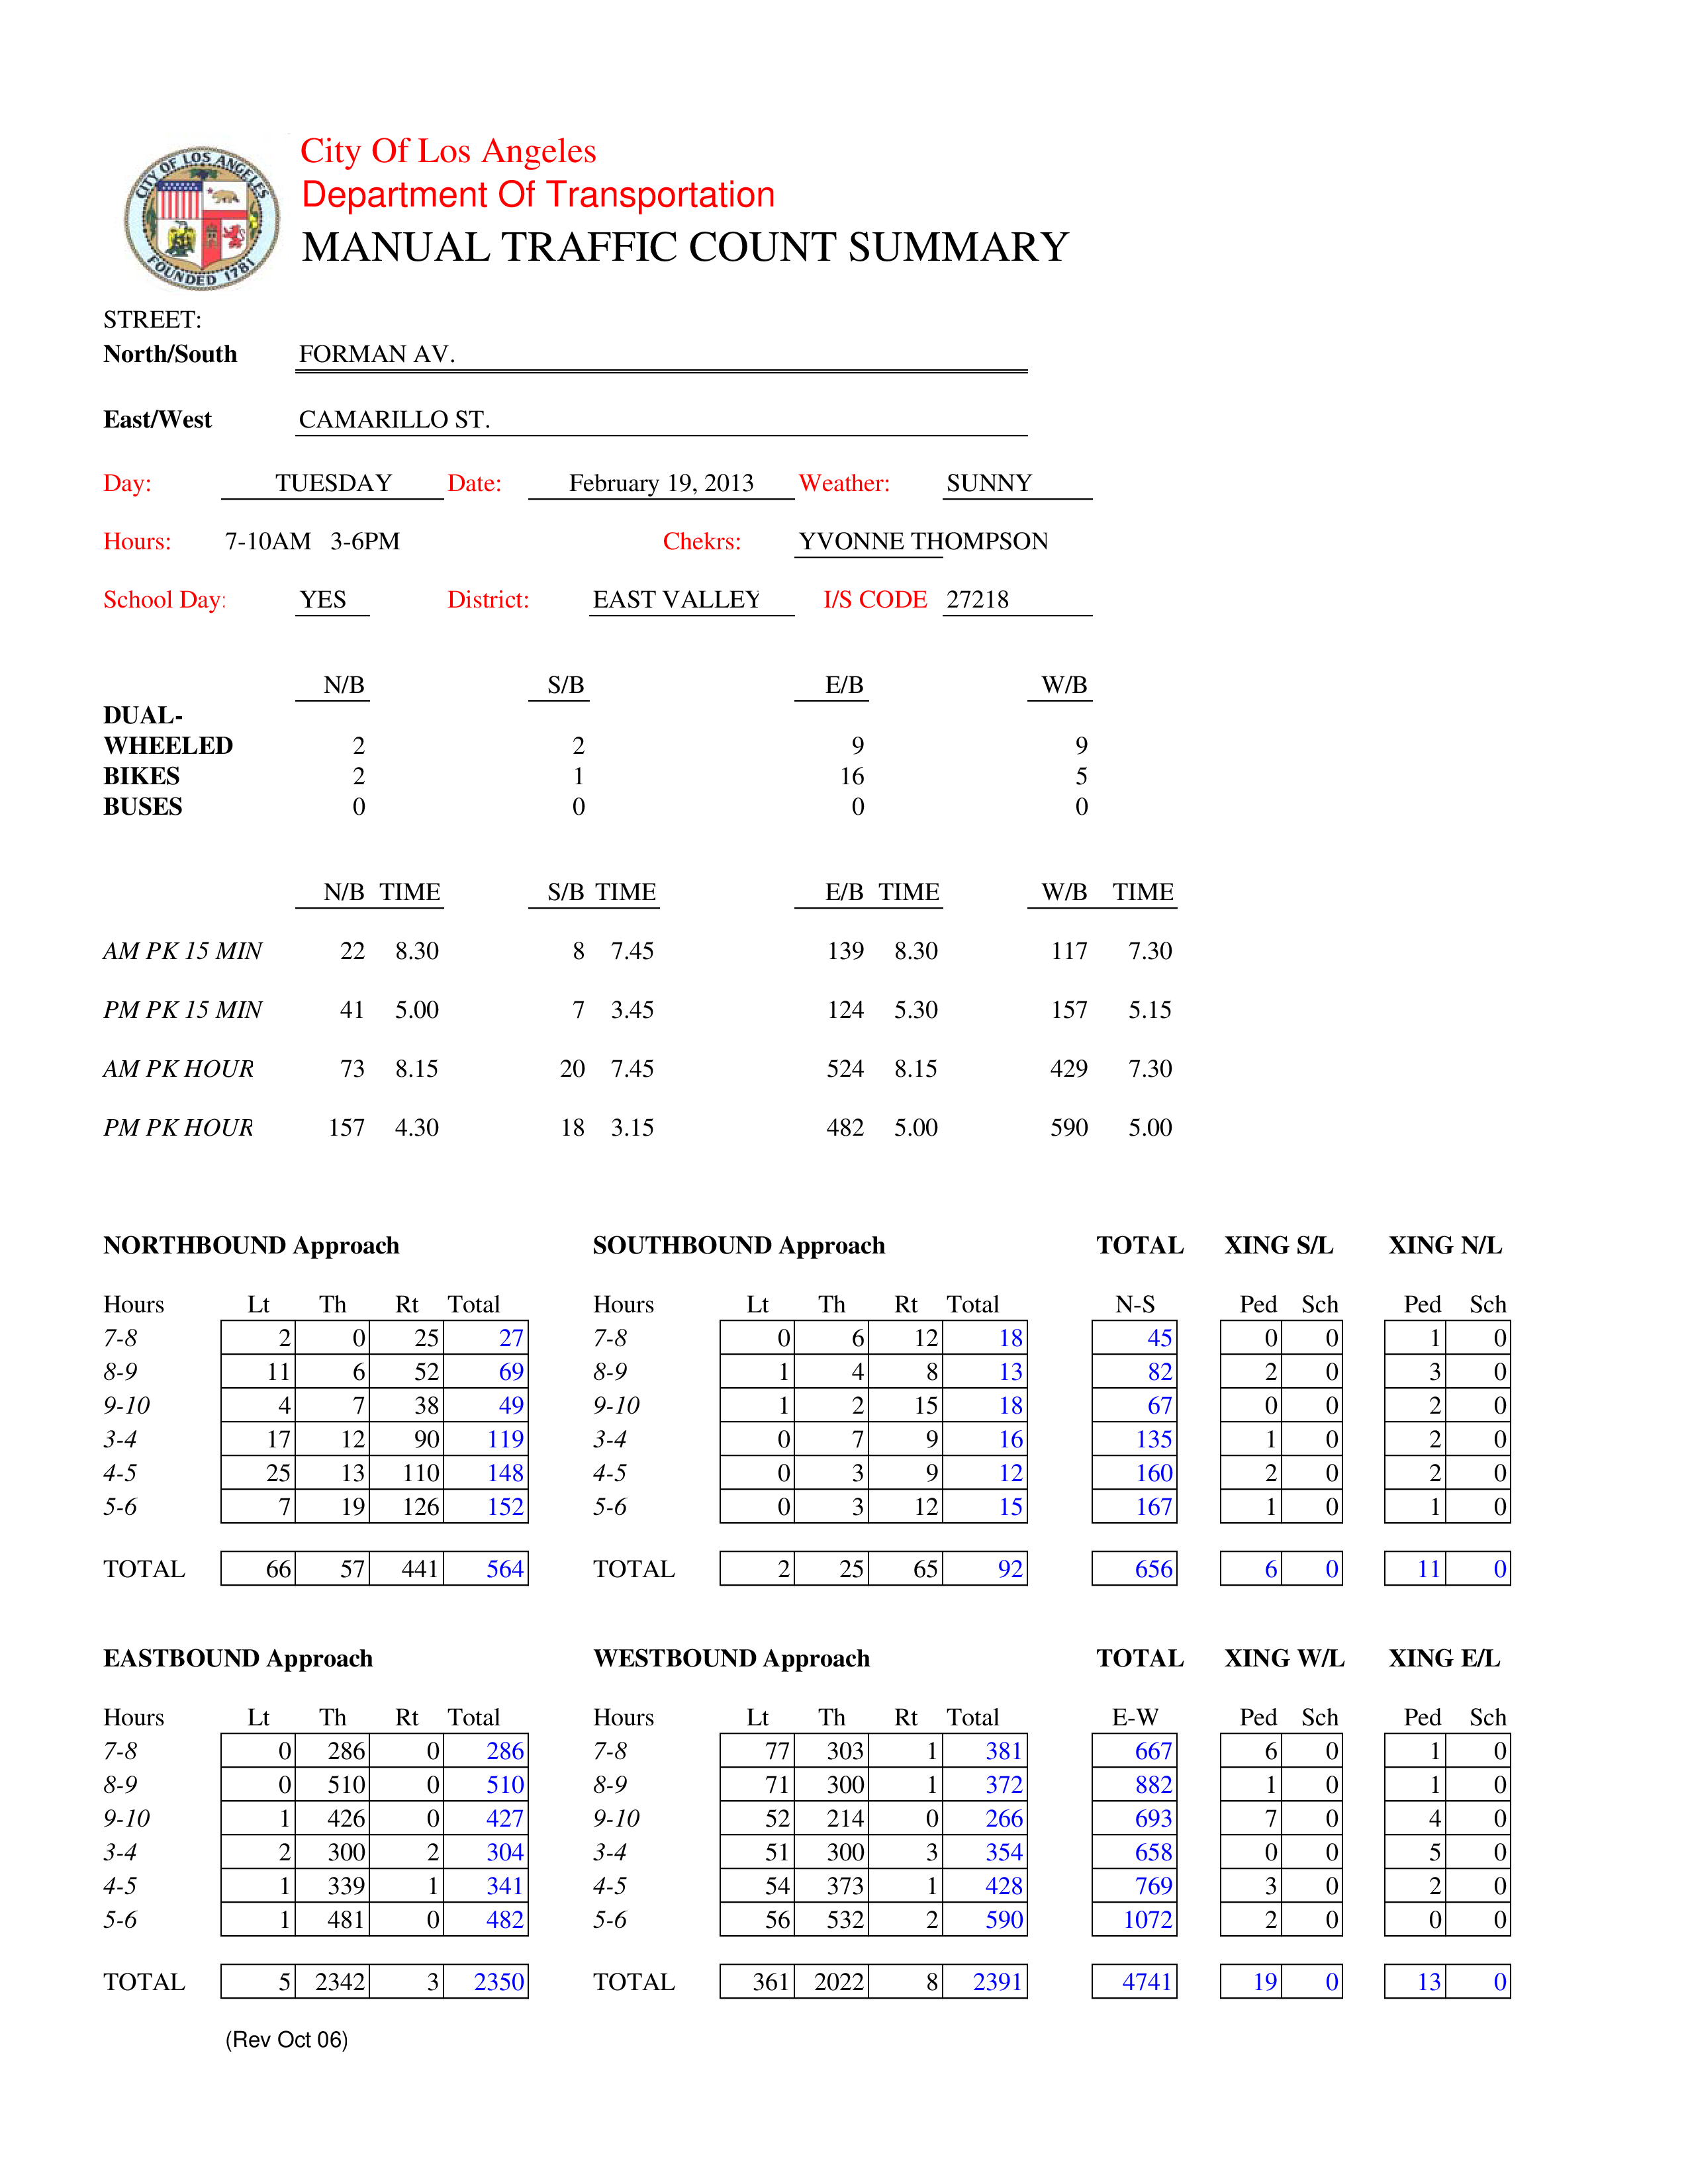 CITY OF LOS ANGELES
FOUNDED 1781
City Of Los Angeles
Department Of Transportation
MANUAL TRAFFIC COUNT SUMMARY
STREET:
North/South FORMAN AV.
East/West CAMARILLO ST.
Day: TUESDAY Date: February 19, 2013 Weather: SUNNY
Hours: 7-10AM 3-6PM Chekrs: YVONNE THOMPSON
School Day: YES District: EAST VALLEY I/S CODE 27218
N/B S/B E/B W/B
DUAL-
WHEELED 2 2 9 9
BIKES 2 1 16 5
BUSES 0 0 0 0
N/B TIME S/B TIME E/B TIME W/B TIME
AM PK 15 MIN 22 8.30 8 7.45 139 8.30 117 7.30
PM PK 15 MIN 41 5.00 7 3.45 124 5.30 157 5.15
AM PK HOUR 73 8.15 20 7.45 524 8.15 429 7.30
PM PK HOUR 157 4.30 18 3.15 482 5.00 590 5.00
NORTHBOUND Approach SOUTHBOUND Approach TOTAL XING S/L XING N/L
Hours Lt Th Rt Total Hours Lt Th Rt Total N-S Ped Sch Ped Sch
7-8 2 0 25 27 7-8 0 6 12 18 45 0 0 1 0
8-9 11 6 52 69 8-9 1 4 8 13 82 2 0 3 0
9-10 4 7 38 49 9-10 1 2 15 18 67 0 0 2 0
3-4 17 12 90 119 3-4 0 7 9 16 135 1 0 2 0
4-5 25 13 110 148 4-5 0 3 9 12 160 2 0 2 0
5-6 7 19 126 152 5-6 0 3 12 15 167 1 0 1 0
TOTAL 66 57 441 564 TOTAL 2 25 65 92 656 6 0 11 0
EASTBOUND Approach WESTBOUND Approach TOTAL XING W/L XING E/L
Hours Lt Th Rt Total Hours Lt Th Rt Total E-W Ped Sch Ped Sch
7-8 0 286 0 286 7-8 77 303 1 381 667 6 0 1 0
8-9 0 510 0 510 8-9 71 300 1 372 882 1 0 1 0
9-10 1 426 0 427 9-10 52 214 0 266 693 7 0 4 0
3-4 2 300 2 304 3-4 51 300 3 354 658 0 0 5 0
4-5 1 339 1 341 4-5 54 373 1 428 769 3 0 2 0
5-6 1 481 0 482 5-6 56 532 2 590 1072 2 0 0 0
TOTAL 5 2342 3 2350 TOTAL 361 2022 8 2391 4741 19 0 13 0
(Rev Oct 06)